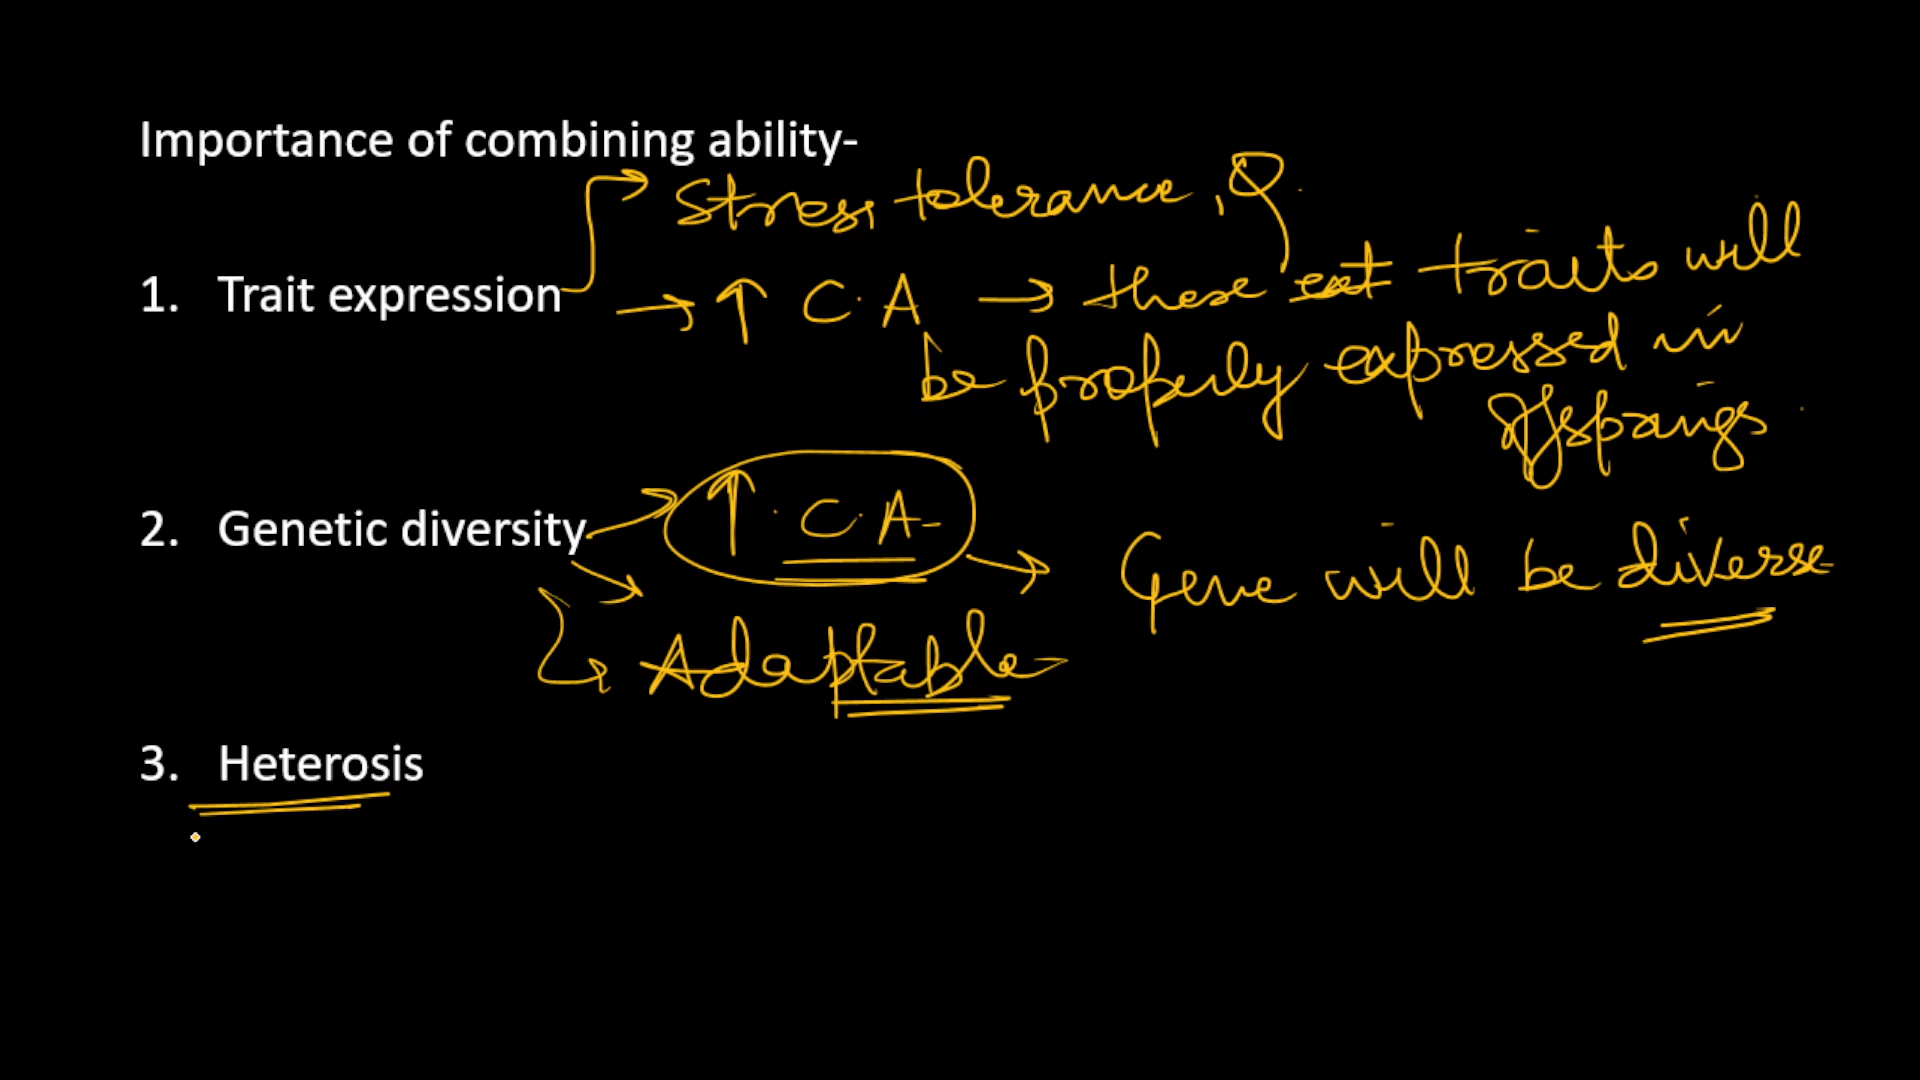 Importance of combining ability-
Stress tolerance, Q
1. Trait expression → ↑ C.A → these ext traits will
be properly expressed in
offsprings.
2. Genetic diversity → ↑ C.A- → Gene will be diverse
Adaptable
3. Heterosis